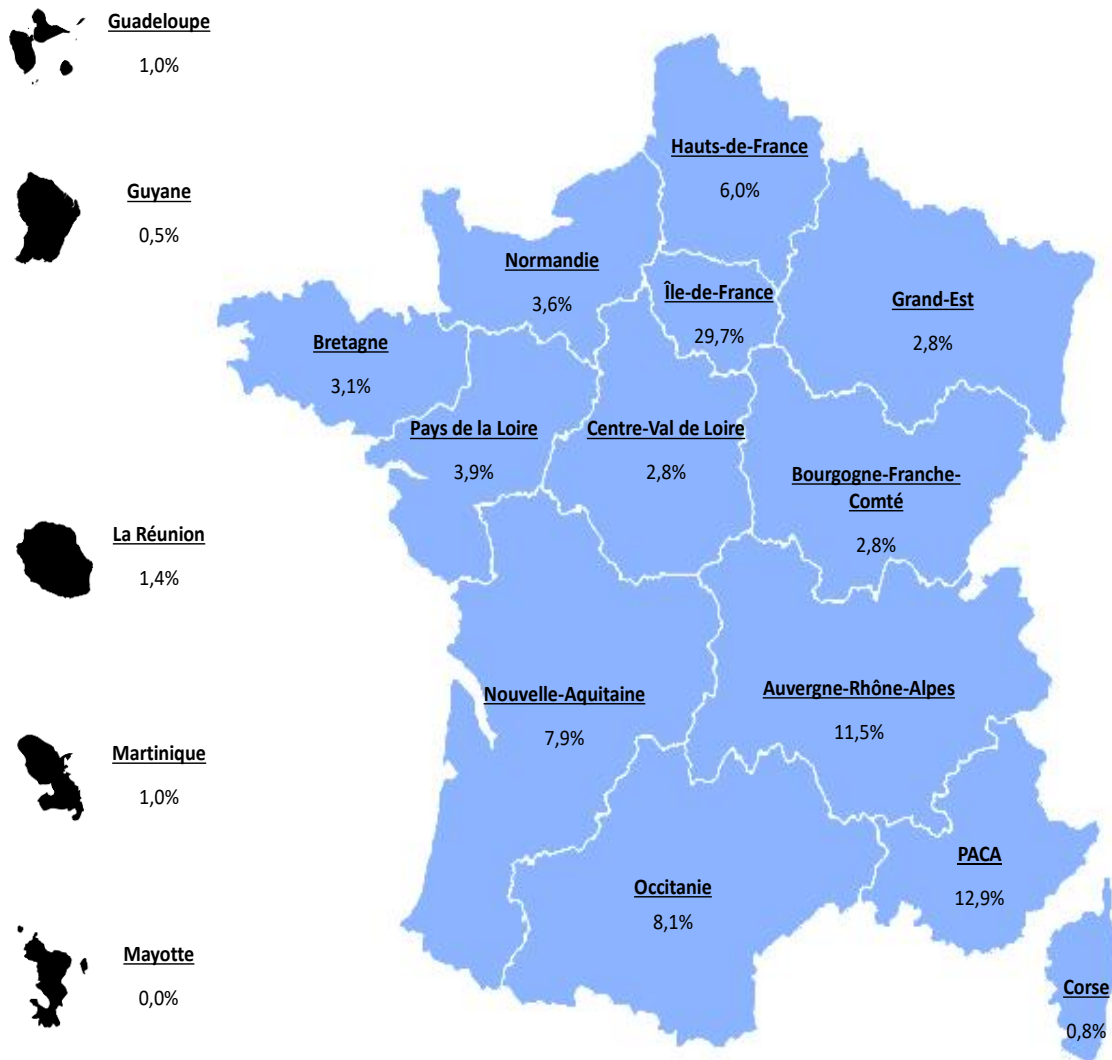 Guadeloupe
1,0%
Guyane
0,5%
La Réunion
1,4%
Martinique
1,0%
Mayotte
0,0%
Hauts-de-France
6,0%
Normandie
3,6%
Île-de-France
29,7%
Grand-Est
2,8%
Bretagne
3,1%
Pays de la Loire
3,9%
Centre-Val de Loire
2,8%
Bourgogne-Franche-
Comté
2,8%
Nouvelle-Aquitaine
7,9%
Auvergne-Rhône-Alpes
11,5%
Occitanie
8,1%
PACA
12,9%
Corse
0,8%